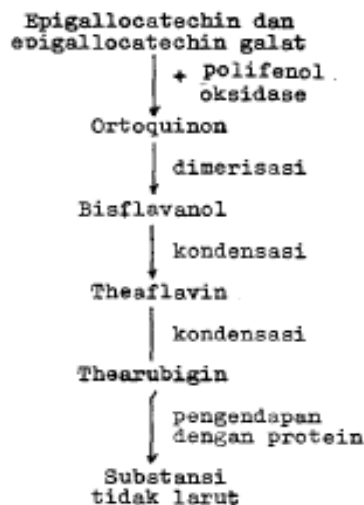 Epigallocatechin dan
epigallocatechin galat
+ polifenol
oksidase
Ortoquinon
dimerisasi
Bisflavanol
kondensasi
Theaflavin
kondensasi
Thearubigin
pengendapan
dengan protein
Substansi
tidak larut